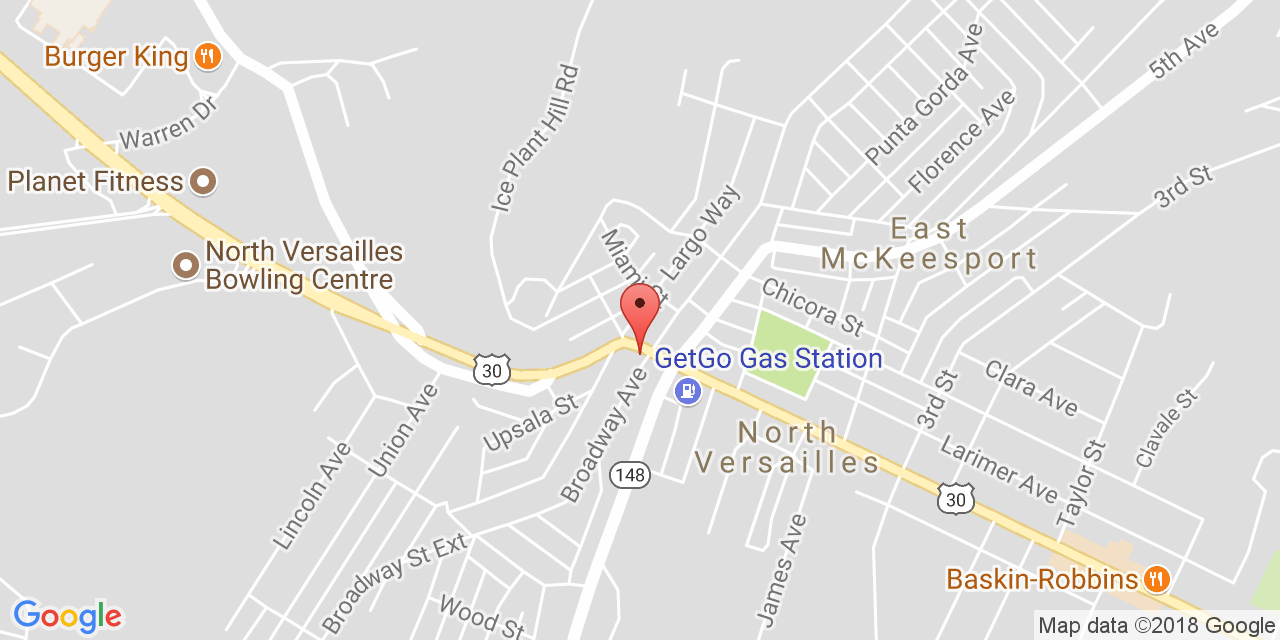 Burger King
Warren Dr
Planet Fitness
North Versailles
Bowling Centre
Ice Plant Hill Rd
Punta Gorda Ave
Florence Ave
5th Ave
3rd St
EAST
MCKEESPORT
Largo Way
Miami St
Chicora St
GetGo Gas Station
30
Union Ave
Lincoln Ave
Upsala St
Broadway Ave
148
NORTH
VERSAILLES
3rd St
Clara Ave
Clavale St
Larimer Ave
Taylor St
30
James Ave
Broadway St Ext
Wood St
Baskin-Robbins
Google
Map data ©2018 Google